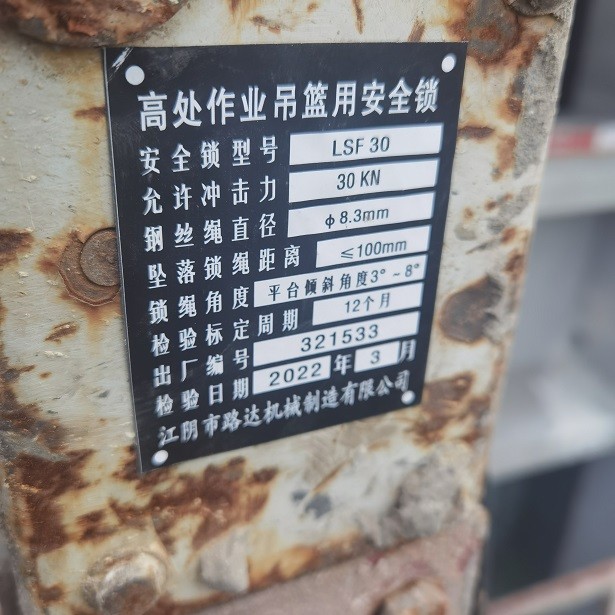 高处作业吊篮用安全锁
安全锁型号 LSF 30
允许冲击力 30 KN
钢丝绳直径 φ8.3mm
坠落锁绳距离 ≤100mm
锁绳角度 平台倾斜角度3°~8°
检验标定周期 12个月
出厂编号 321533
检验日期 2022年3月
江阴市路达机械制造有限公司